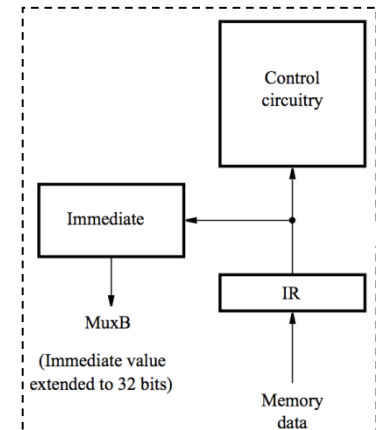 Control
circuitry
Immediate
IR
MuxB
(Immediate value
extended to 32 bits)
Memory
data